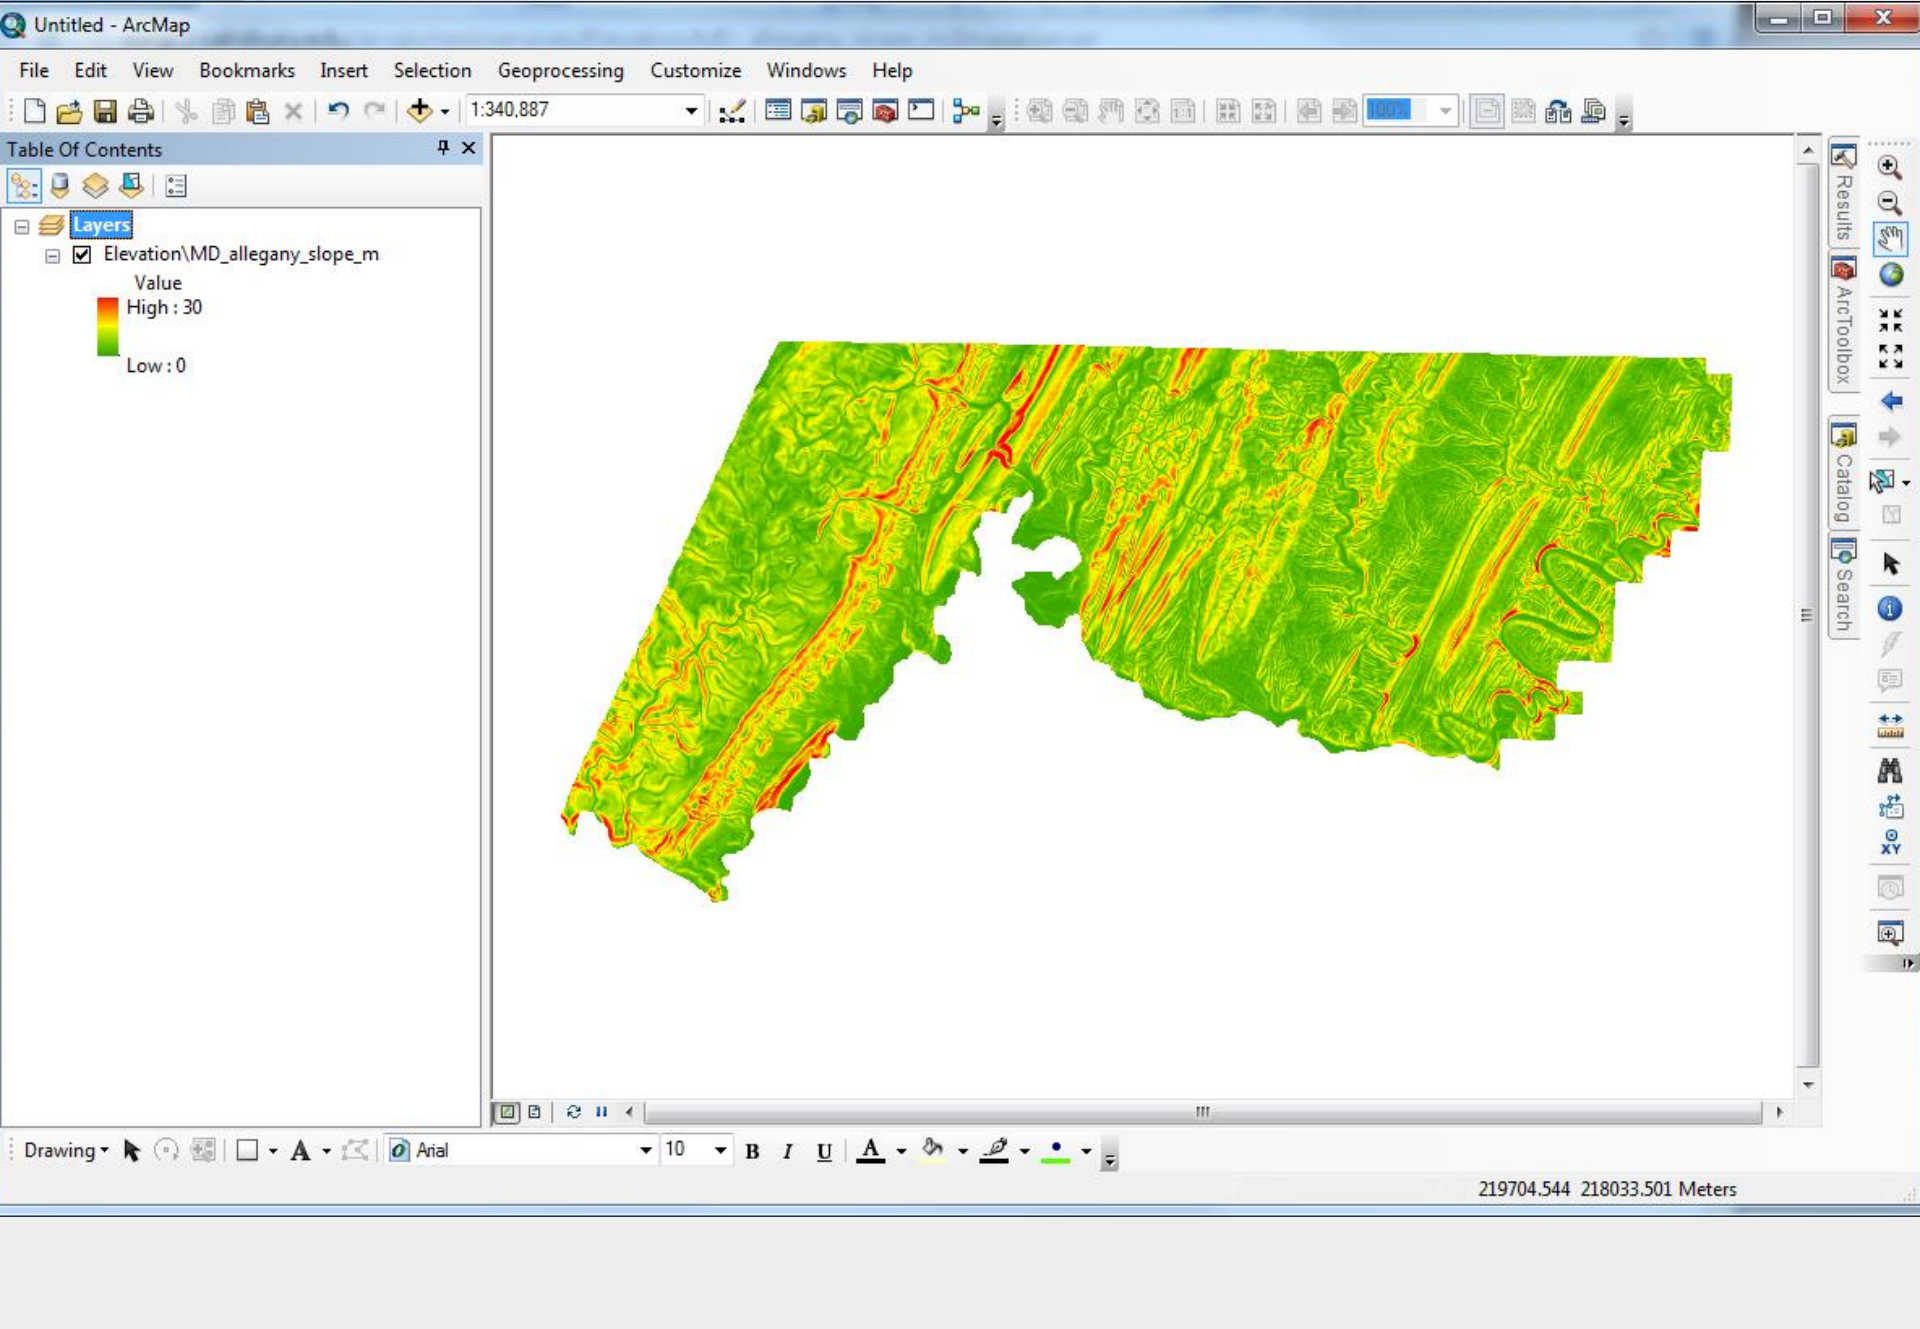 Untitled - ArcMap
File Edit View Bookmarks Insert Selection Geoprocessing Customize Windows Help
1:340,887
100%
Table Of Contents
Layers
Elevation\MD_allegany_slope_m
Value
High : 30
Low : 0
Results
ArcToolbox
Catalog
Search
XY
Drawing
A
Arial
10
B I U A
219704.544 218033.501 Meters